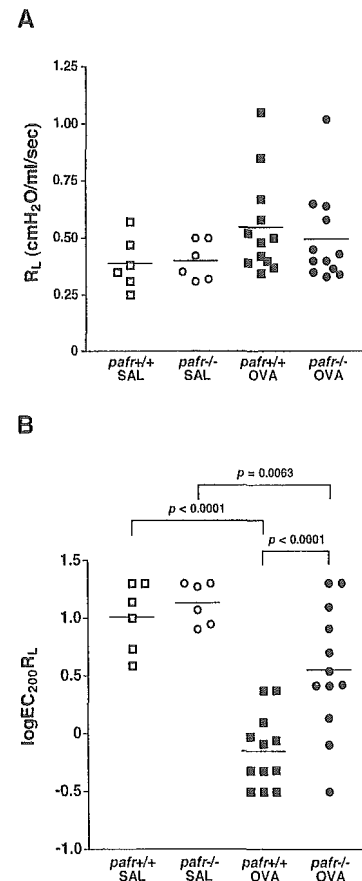 A
R_L (cmH₂O/ml/sec)
1.25
1.00
0.75
0.50
0.25
0
pafr+/+ pafr-/- pafr+/+ pafr-/-
SAL SAL OVA OVA
B
p = 0.0063
p < 0.0001
p < 0.0001
logEC₂₀₀R_L
1.5
1.0
0.5
0
-0.5
-1.0
pafr+/+ pafr-/- pafr+/+ pafr-/-
SAL SAL OVA OVA